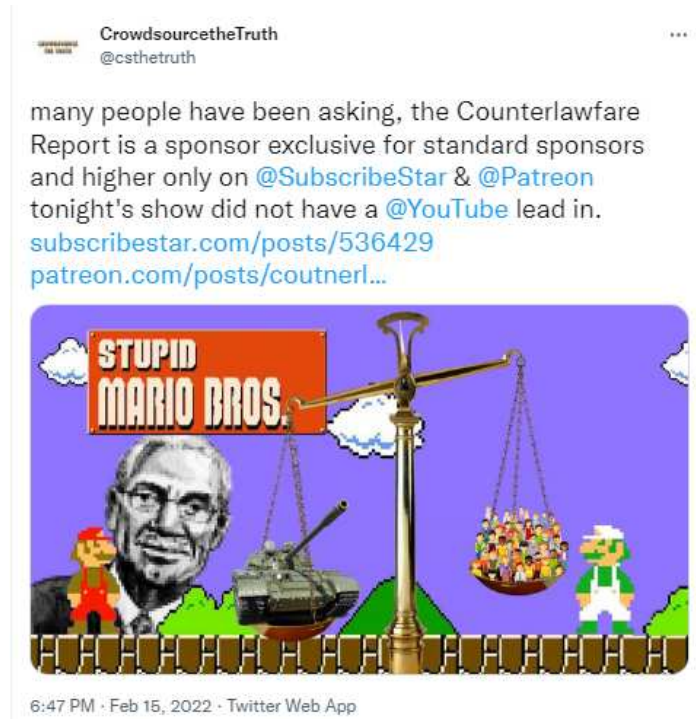 CrowdsourcetheTruth
@csthetruth
...
many people have been asking, the Counterlawfare
Report is a sponsor exclusive for standard sponsors
and higher only on @SubscribeStar & @Patreon
tonight's show did not have a @YouTube lead in.
subscribestar.com/posts/536429
patreon.com/posts/coutnerl...
STUPID
MARIO BROS.
6:47 PM · Feb 15, 2022 · Twitter Web App